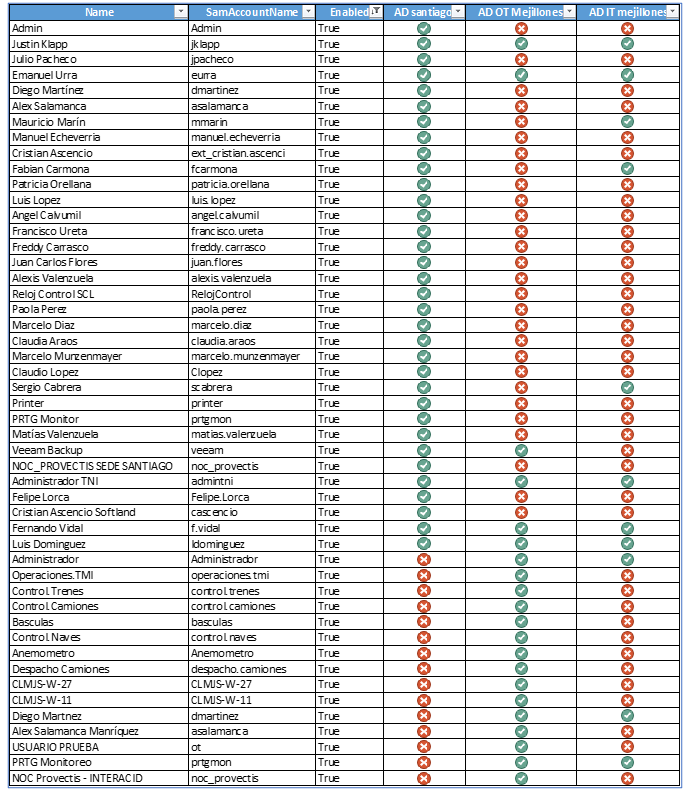 Name SamAccountName Enabled AD santiago AD OT Mejillones AD IT mejillones
Admin Admin True
Justin Klapp jklapp True
Julio Pacheco jpacheco True
Emanuel Urra eurra True
Diego Martínez dmartinez True
Alex Salamanca asalamanca True
Mauricio Marín mmarin True
Manuel Echeverria manuel.echeverria True
Cristian Ascencio ext_cristian.ascenci True
Fabian Carmona fcarmona True
Patricia Orellana patricia.orellana True
Luis Lopez luis.lopez True
Angel Calvumil angel.calvumil True
Francisco Ureta francisco.ureta True
Freddy Carrasco freddy.carrasco True
Juan Carlos Flores juan.flores True
Alexis Valenzuela alexis.valenzuela True
Reloj Control SCL RelojControl True
Paola Perez paola.perez True
Marcelo Diaz marcelo.diaz True
Claudia Araos claudia.araos True
Marcelo Munzenmayer marcelo.munzenmayer True
Claudio Lopez Clopez True
Sergio Cabrera scabrera True
Printer printer True
PRTG Monitor prtgmon True
Matías Valenzuela matias.valenzuela True
Veeam Backup veeam True
NOC_PROVECTIS SEDE SANTIAGO noc_provectis True
Administrador TNI admintni True
Felipe Lorca Felipe.Lorca True
Cristian Ascencio Softland cascencio True
Fernando Vidal f.vidal True
Luis Dominguez ldominguez True
Administrador Administrador True
Operaciones.TMI operaciones.tmi True
Control.Trenes control.trenes True
Control.Camiones control.camiones True
Basculas basculas True
Control.Naves control.naves True
Anemometro Anemometro True
Despacho Camiones despacho.camiones True
CLMJS-W-27 CLMJS-W-27 True
CLMJS-W-11 CLMJS-W-11 True
Diego Martnez dmartinez True
Alex Salamanca Manríquez asalamanca True
USUARIO PRUEBA ot True
PRTG Monitoreo prtgmon True
NOC Provectis - INTERACID noc_provectis True